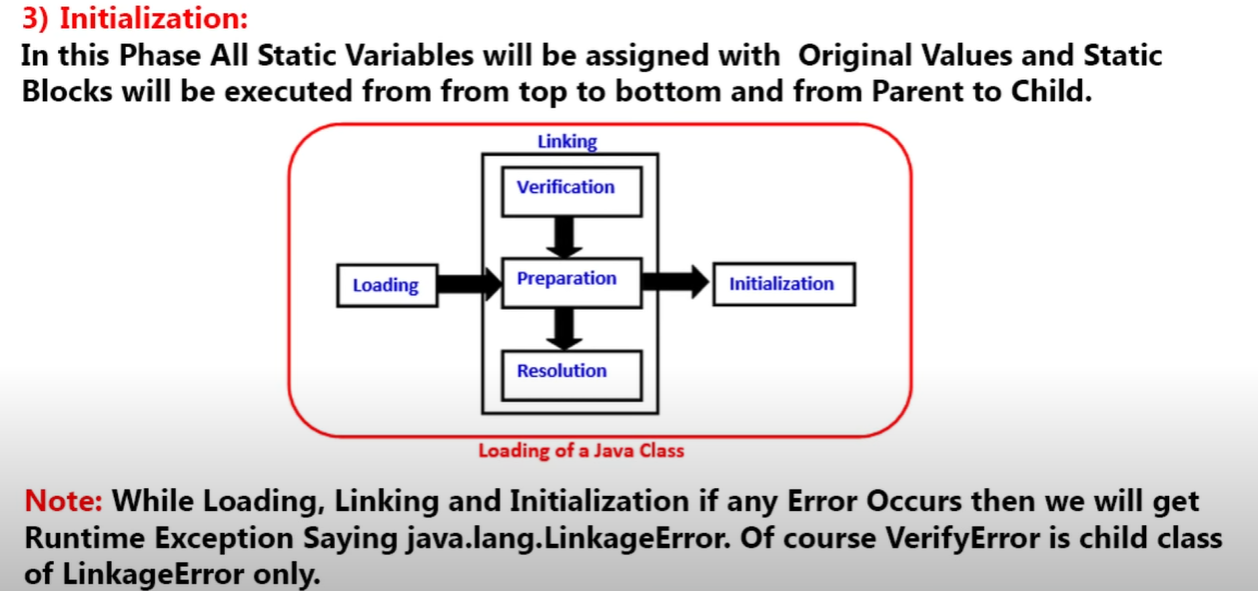 3) Initialization:
In this Phase All Static Variables will be assigned with Original Values and Static
Blocks will be executed from from top to bottom and from Parent to Child.
Linking
Verification
Loading
Preparation
Initialization
Resolution
Loading of a Java Class
Note: While Loading, Linking and Initialization if any Error Occurs then we will get
Runtime Exception Saying java.lang.LinkageError. Of course VerifyError is child class
of LinkageError only.